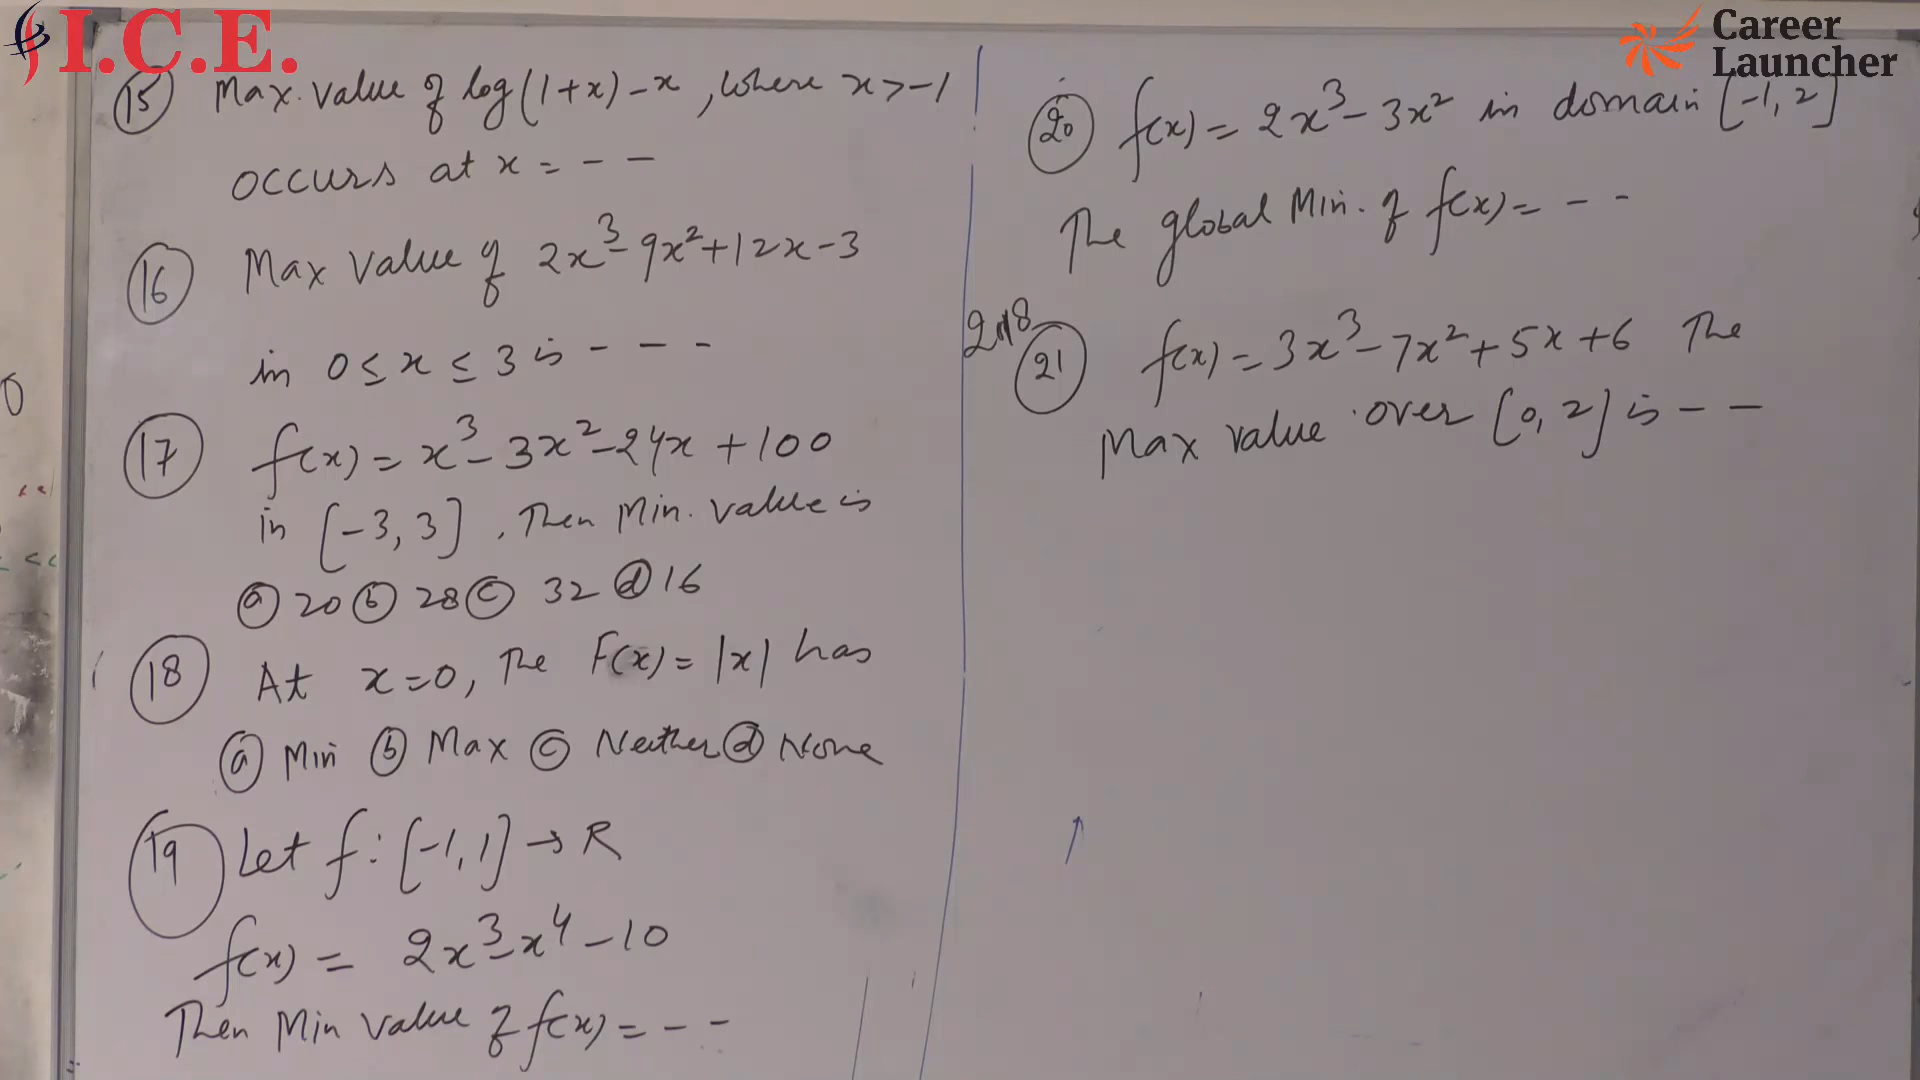 I.C.E.
Career
Launcher
(15) Max. value of log(1+x)-x, where x>-1
occurs at x = - -
(16) Max value of 2x³-9x²+12x-3
in 0 ≤ x ≤ 3 is - - -
(17) f(x) = x³-3x²-24x+100
in [-3,3], Then Min. value is
(a) 20 (b) 28 (c) 32 (d) 16
(18) At x=0, The F(x)=|x| has
(a) Min (b) Max (c) Neither (d) None
(19) Let f: [-1,1] → R
f(x) = 2x³-x⁴-10
Then Min value of f(x) = - -
(20) f(x) = 2x³-3x² in domain [-1,2]
The global Min. of f(x) = - -
2018
(21) f(x) = 3x³-7x²+5x+6 The
Max value over [0,2] is - -